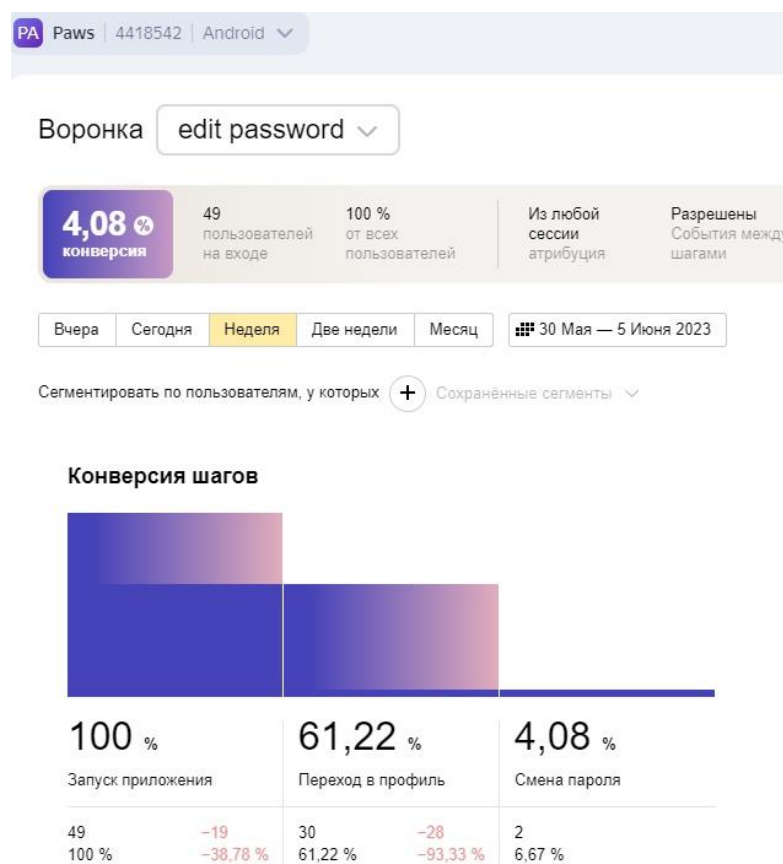 PA Paws 4418542 Android
Воронка edit password
4,08 %
конверсия
49
пользователей
на входе
100 %
от всех
пользователей
Из любой
сессии
атрибуция
Разрешены
События между
шагами
Вчера Сегодня Неделя Две недели Месяц 30 Мая — 5 Июня 2023
Сегментировать по пользователям, у которых + Сохранённые сегменты
Конверсия шагов
100 % 61,22 % 4,08 %
Запуск приложения Переход в профиль Смена пароля
49 −19 30 −28 2
100 % −38,78 % 61,22 % −93,33 % 6,67 %